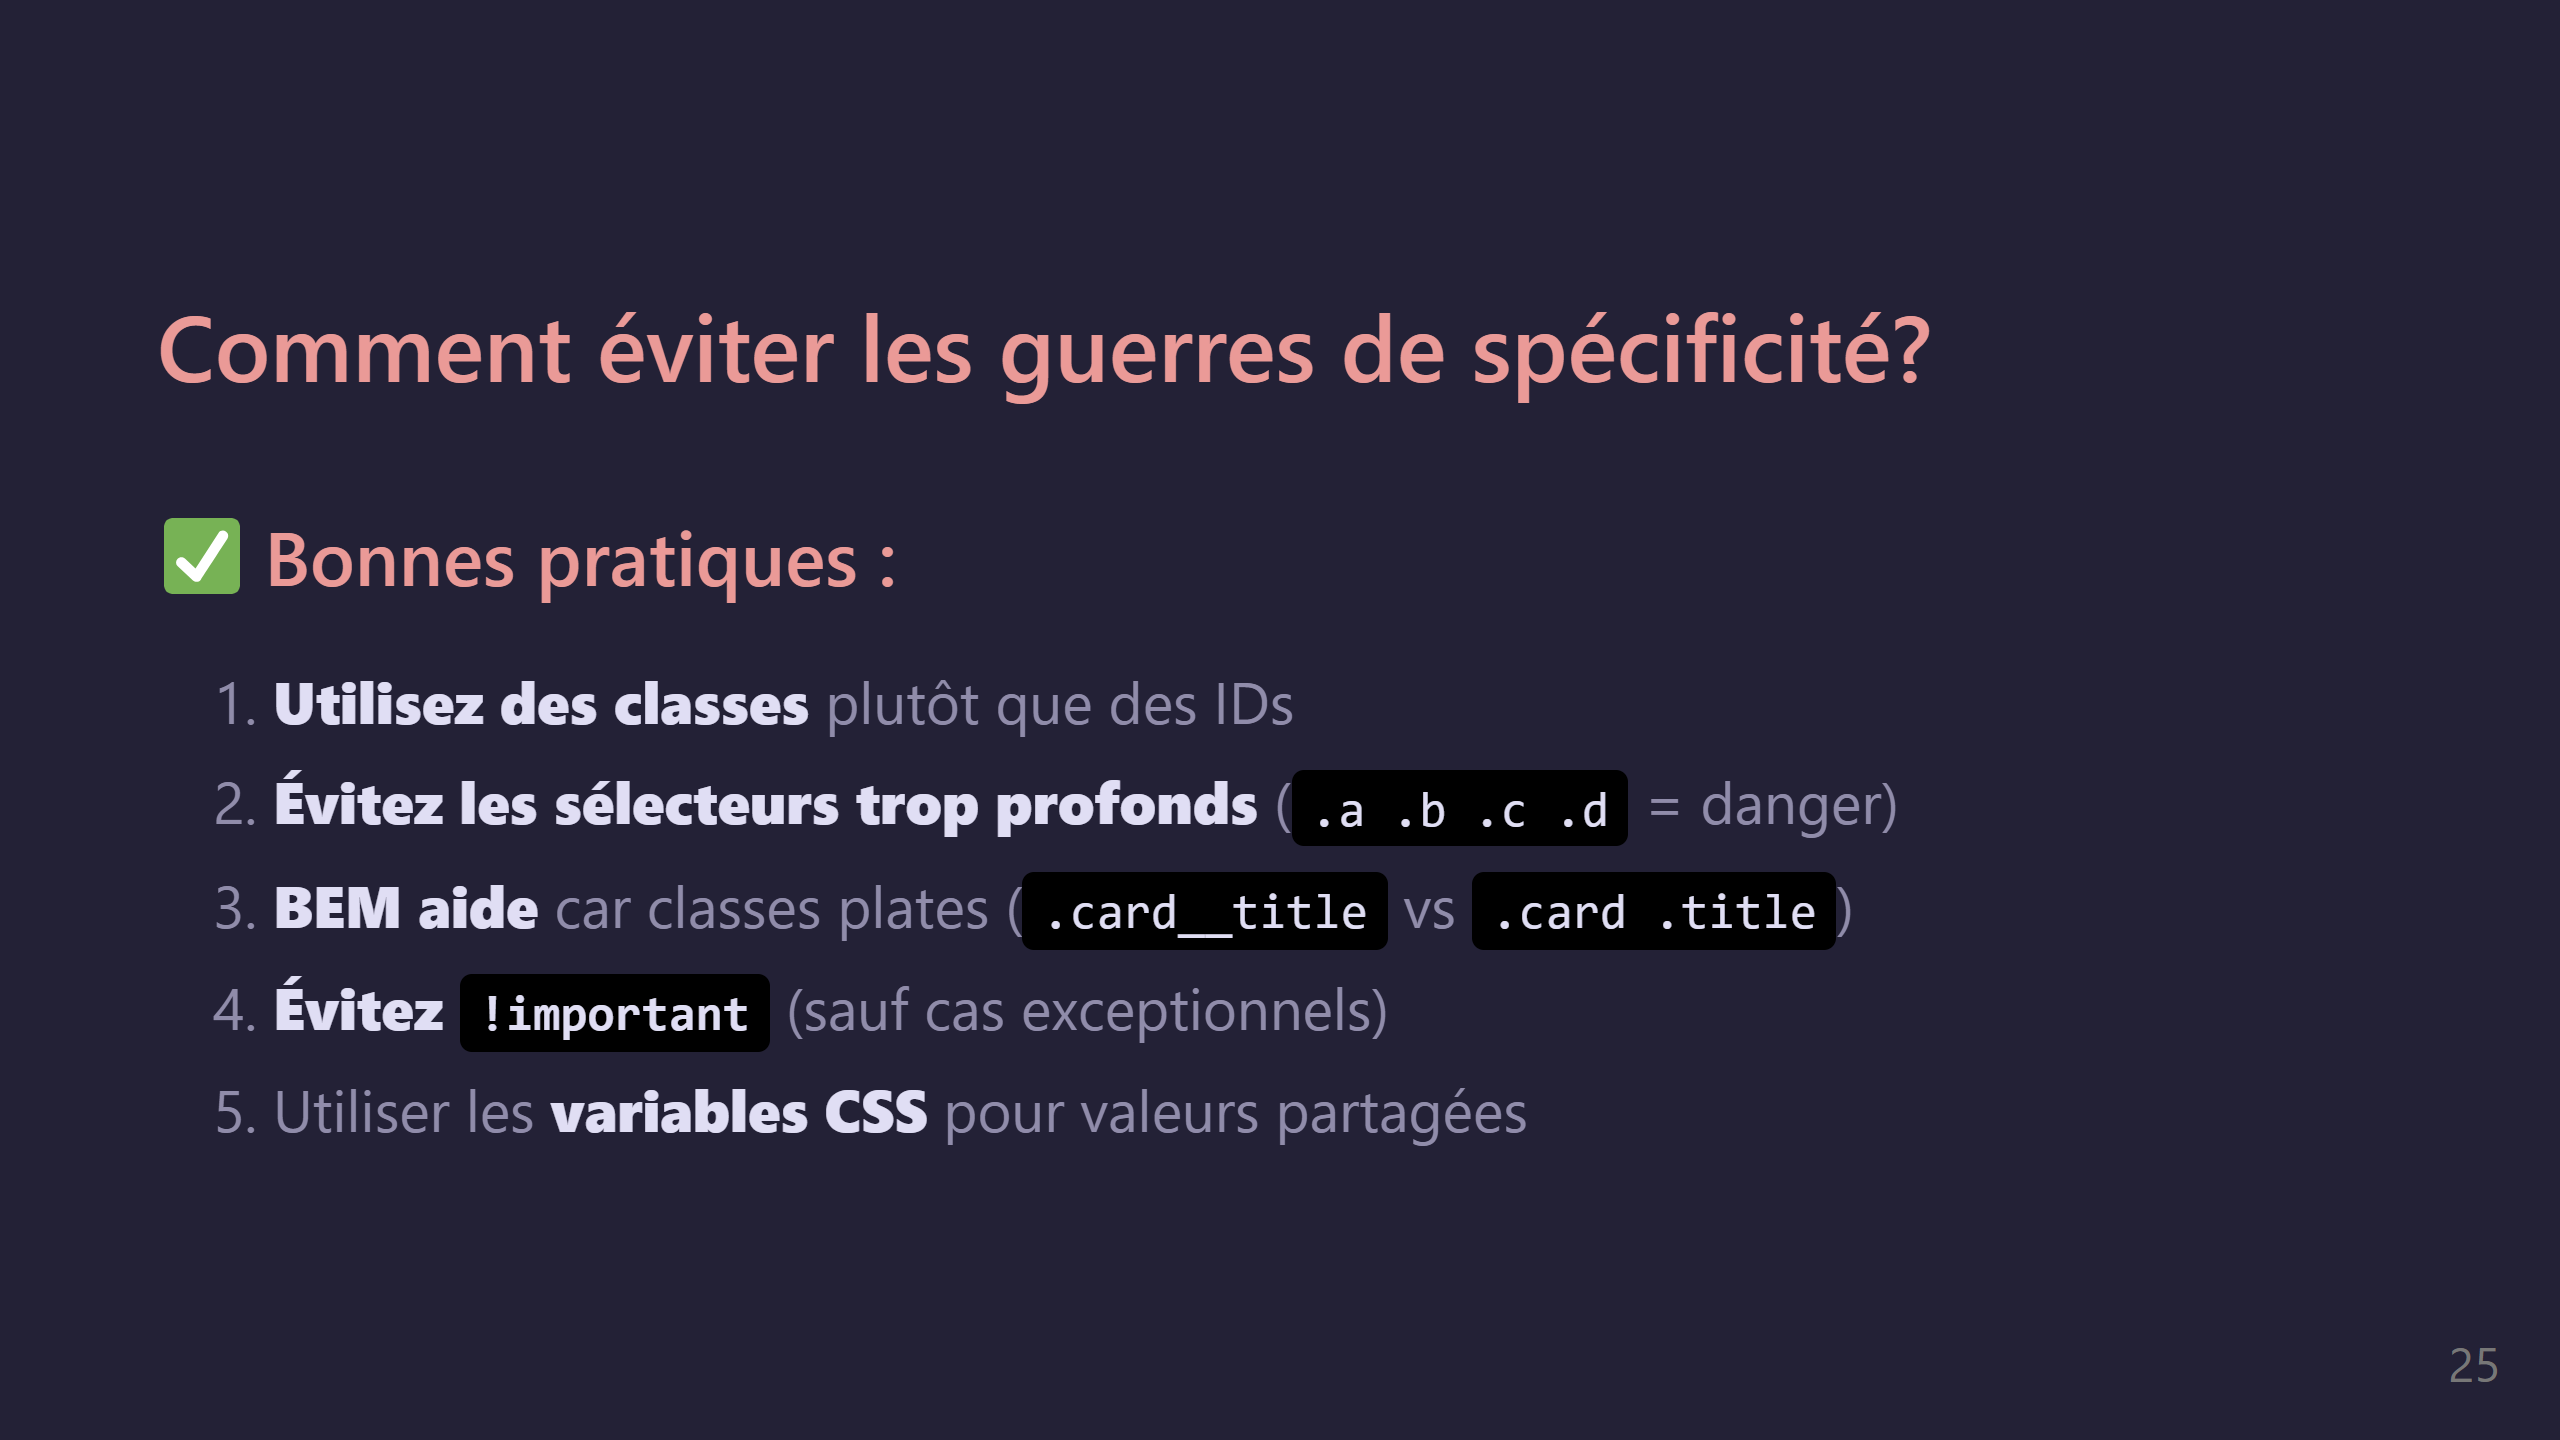 Comment éviter les guerres de spécificité?
✅ Bonnes pratiques :
1. Utilisez des classes plutôt que des IDs
2. Évitez les sélecteurs trop profonds (.a .b .c .d = danger)
3. BEM aide car classes plates (.card__title vs .card .title)
4. Évitez !important (sauf cas exceptionnels)
5. Utiliser les variables CSS pour valeurs partagées
25